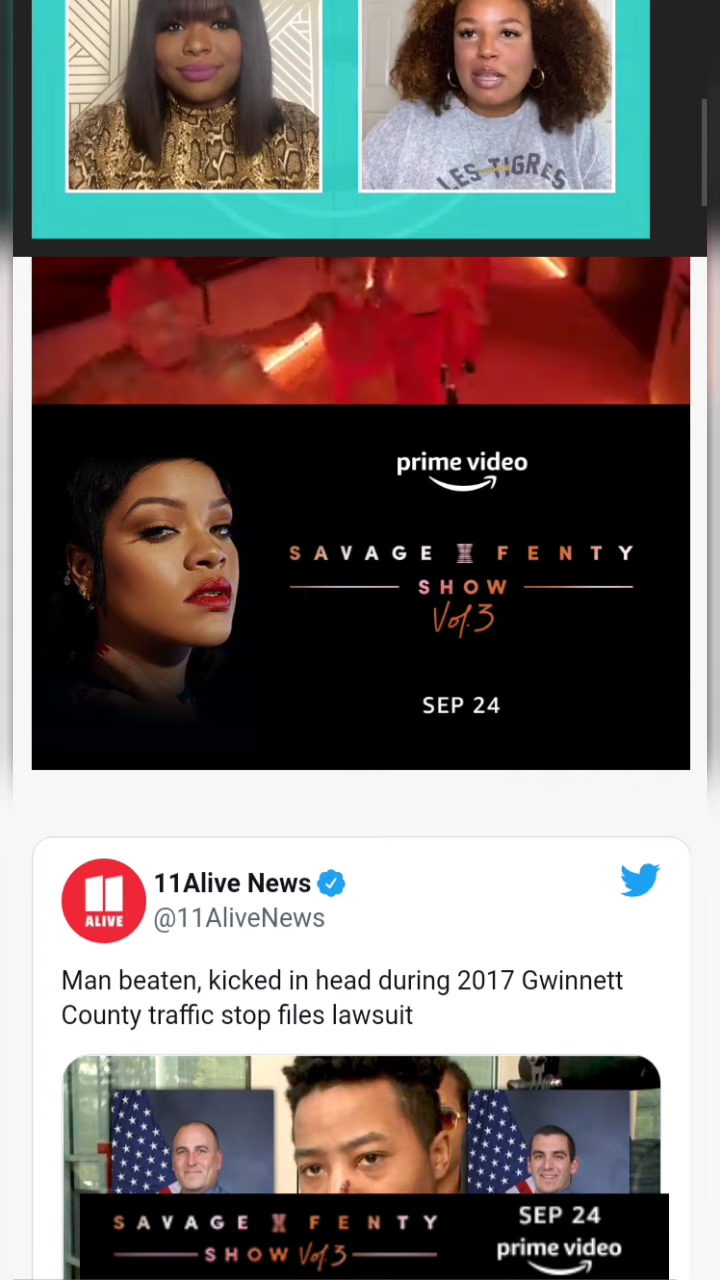 LES TIGRES
prime video
SAVAGE X FENTY
SHOW
Vol.3
SEP 24
11
ALIVE
11Alive News
@11AliveNews
Man beaten, kicked in head during 2017 Gwinnett
County traffic stop files lawsuit
SAVAGE X FENTY
SHOW Vol.3
SEP 24
prime video